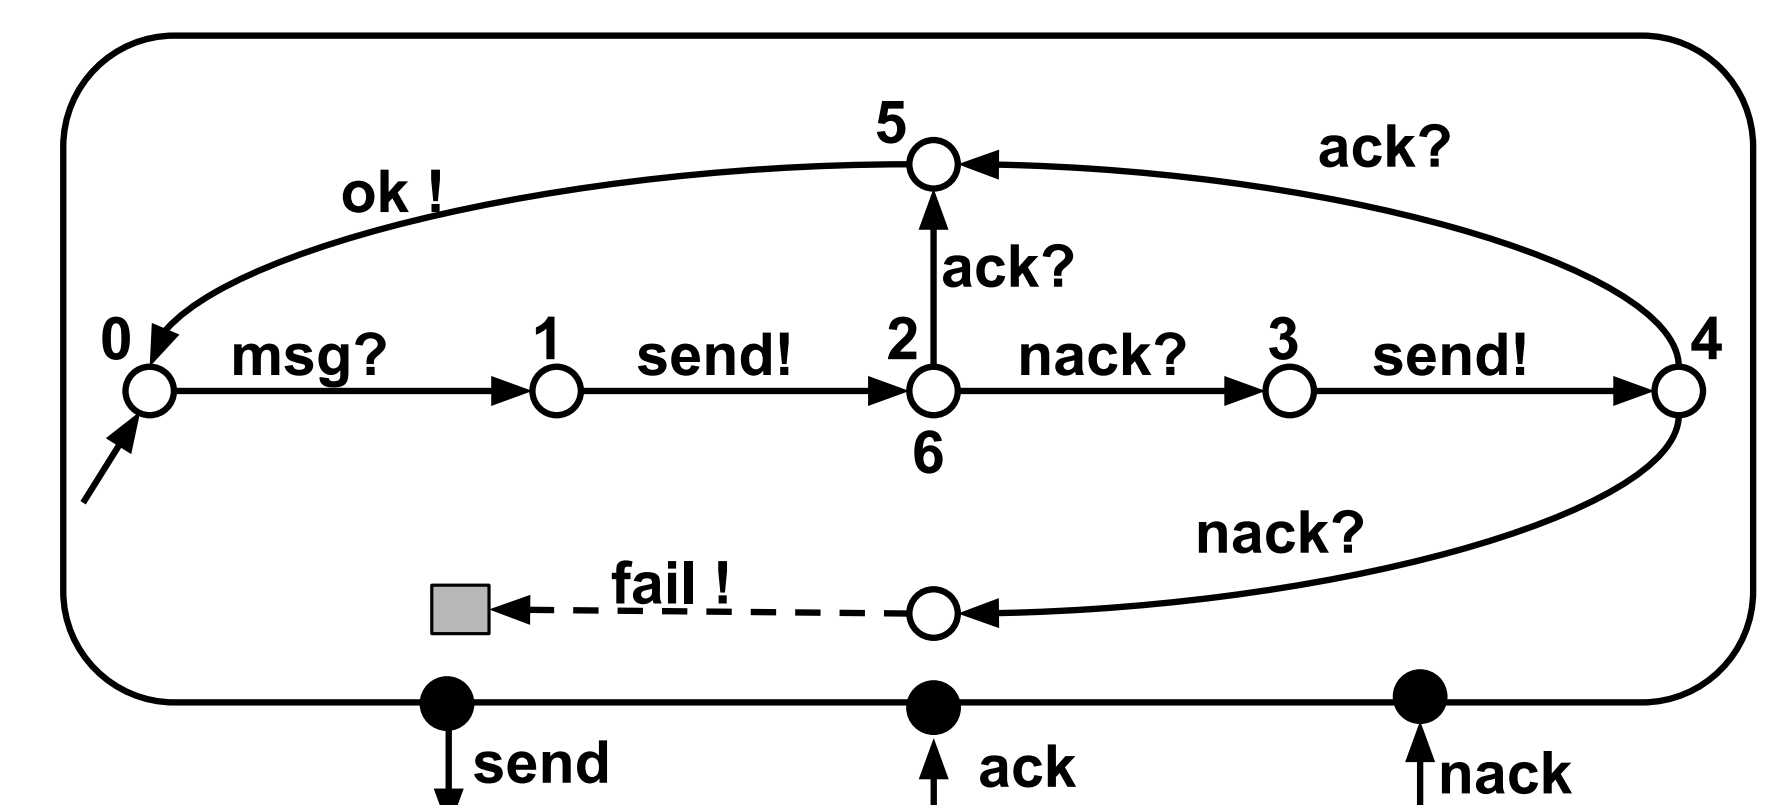 5
ack?
ok !
ack?
0
msg?
1
send!
2
nack?
3
send!
4
6
nack?
fail !
send
ack
nack